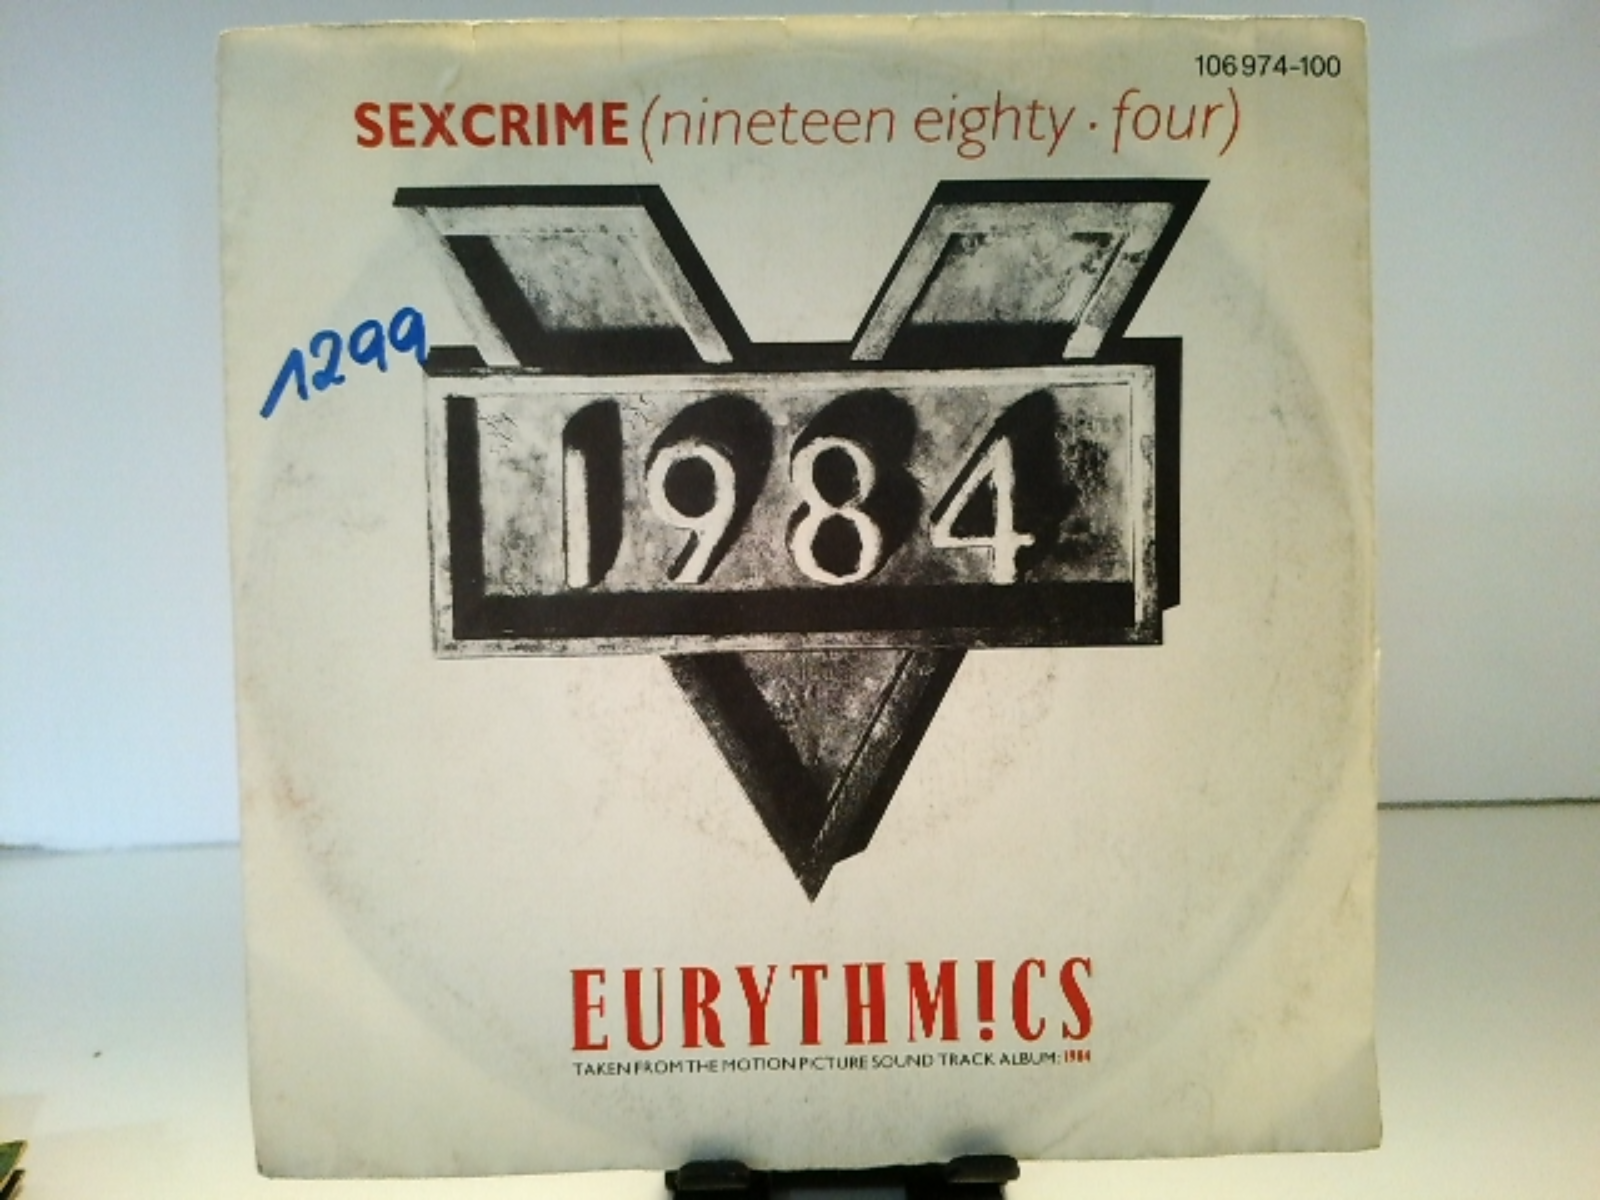 106 974-100
SEXCRIME (nineteen eighty · four)
1299
1984
EURYTHM!CS
TAKEN FROM THE MOTION PICTURE SOUND TRACK ALBUM: 1984